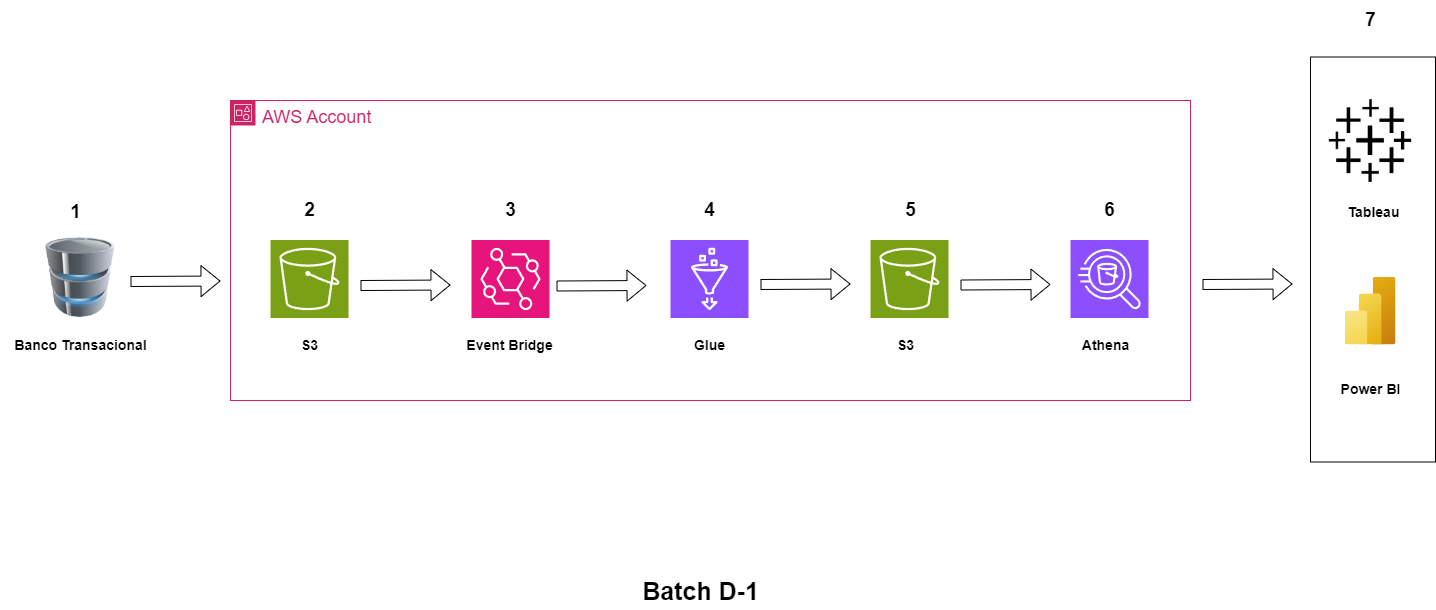 7
AWS Account
1
2
3
4
5
6
Tableau
Banco Transacional
S3
Event Bridge
Glue
S3
Athena
Power BI
Batch D-1